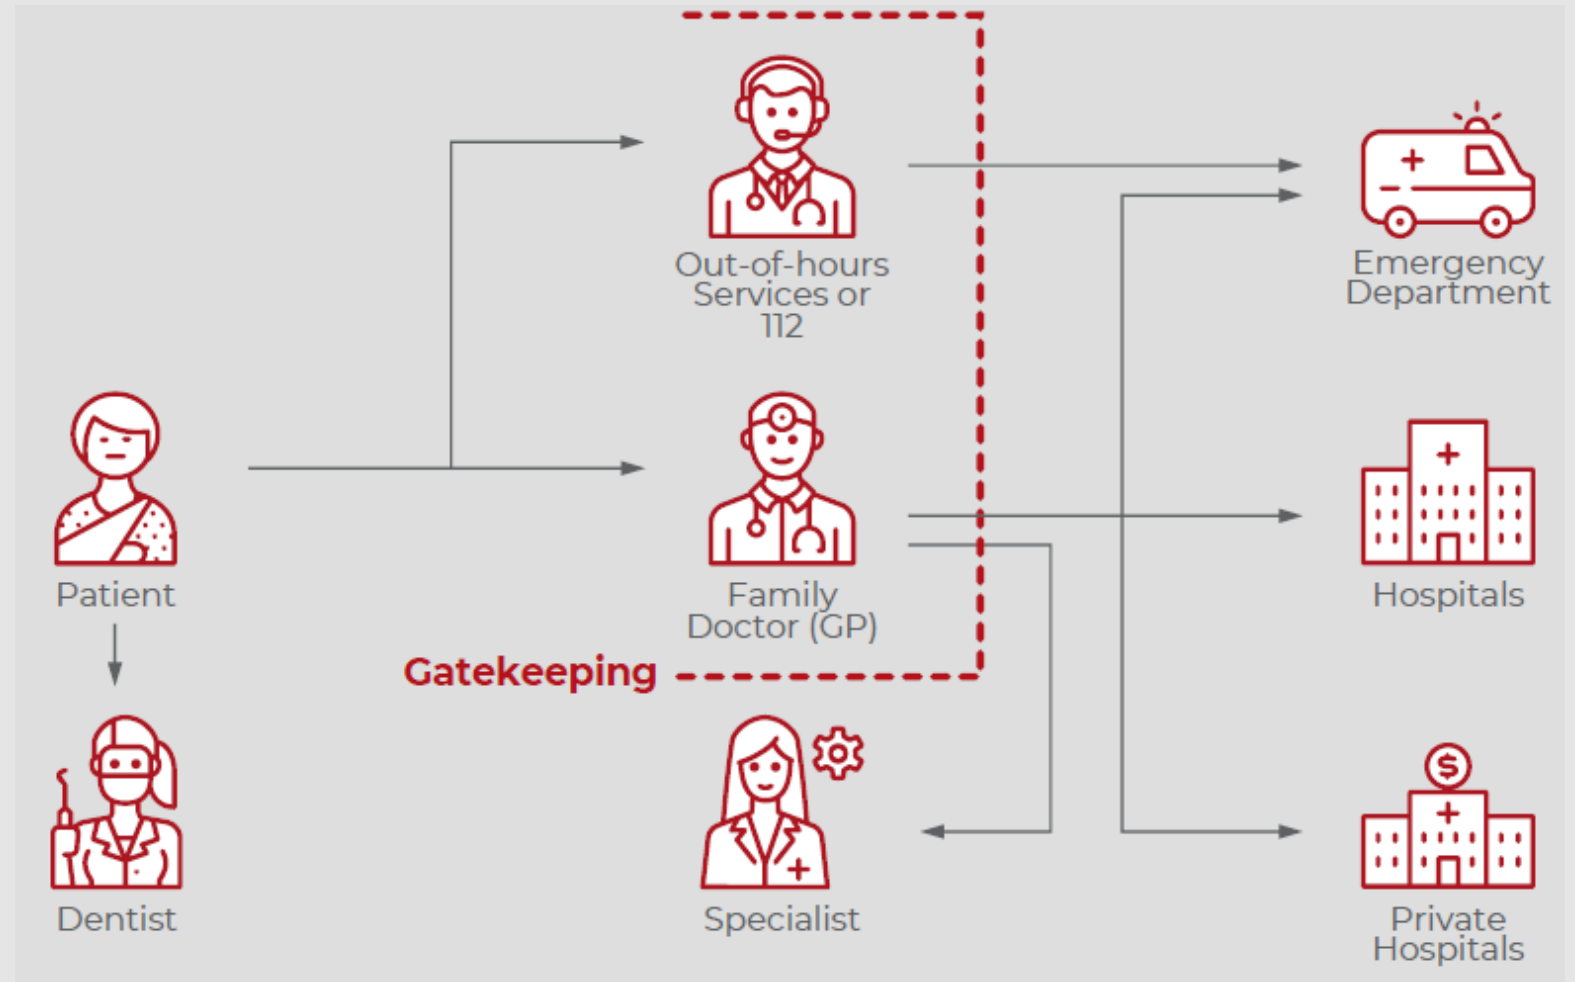 Out-of-hours
Services or
112
Emergency
Department
Patient
Family
Doctor (GP)
Hospitals
Gatekeeping
$
Dentist
Specialist
Private
Hospitals